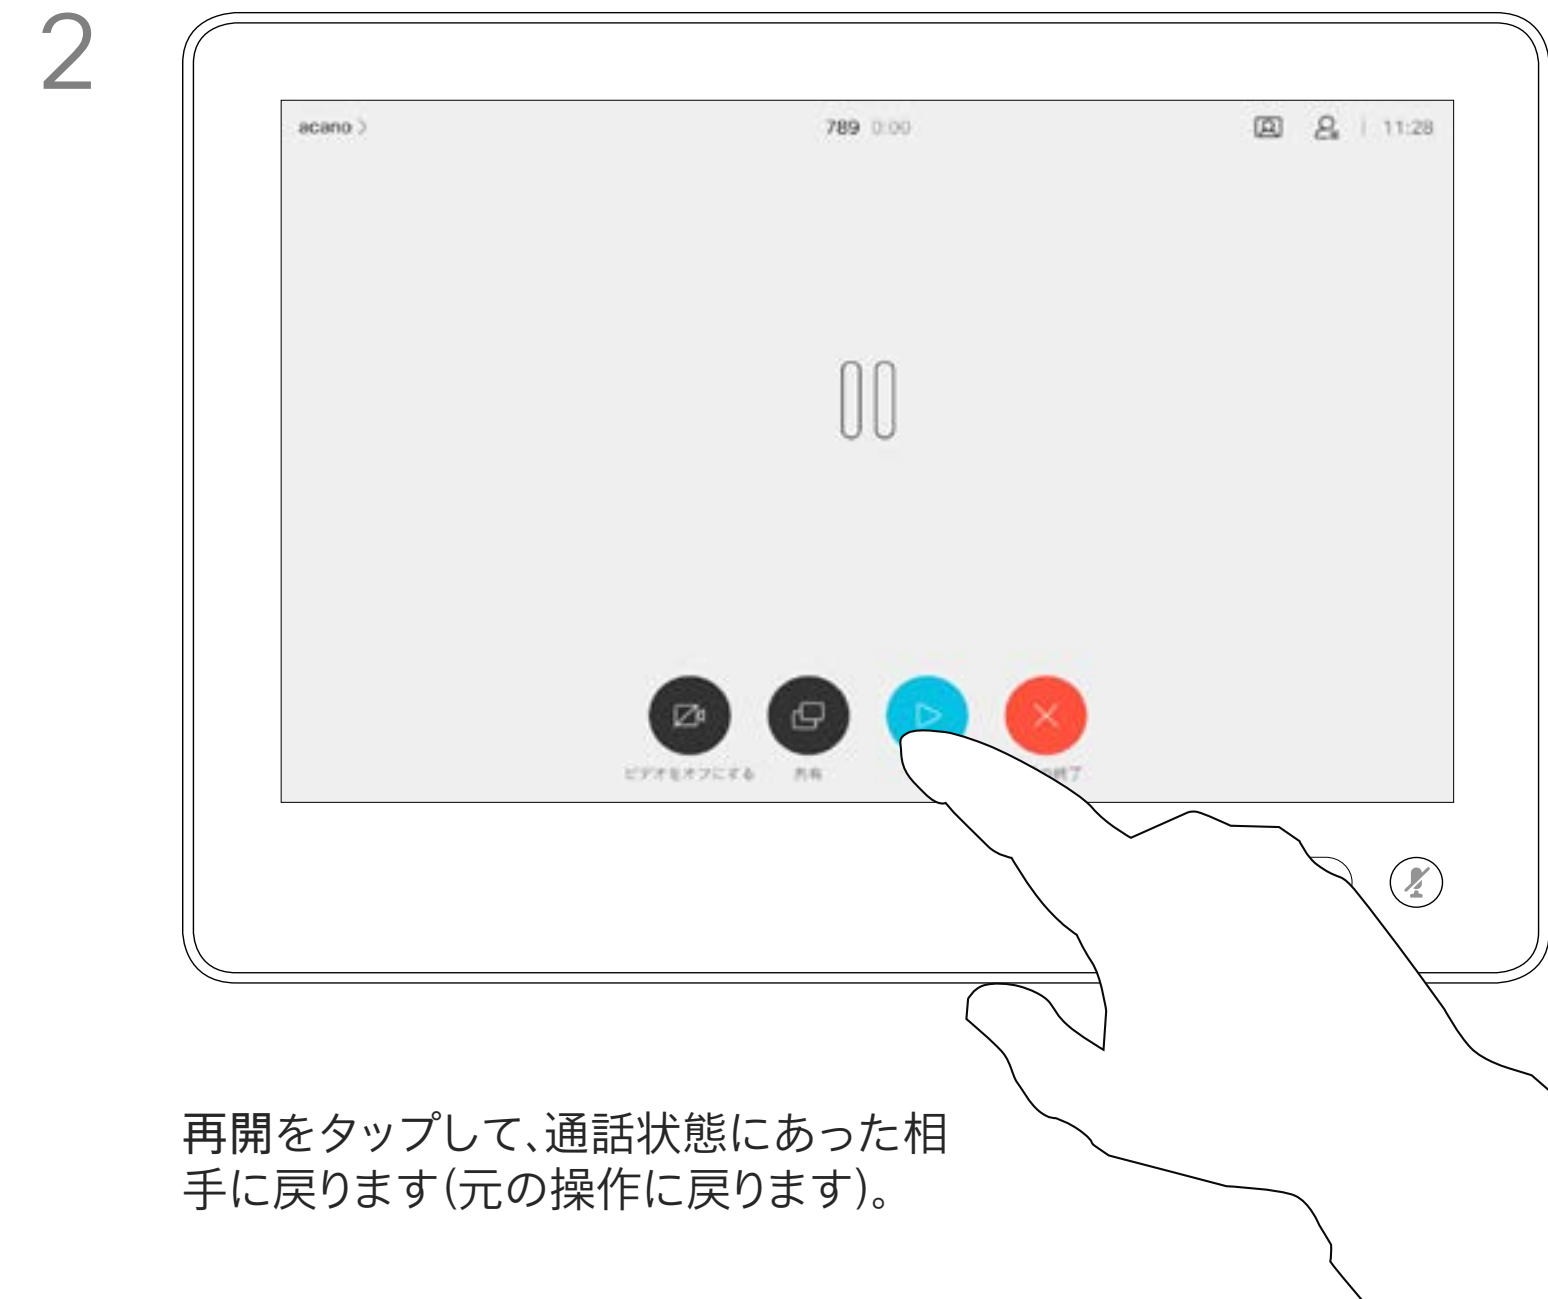 2
acano
789 0:00
11:28
ビデオをオフにする
共有
終了
再開をタップして、通話状態にあった相
手に戻ります(元の操作に戻ります)。